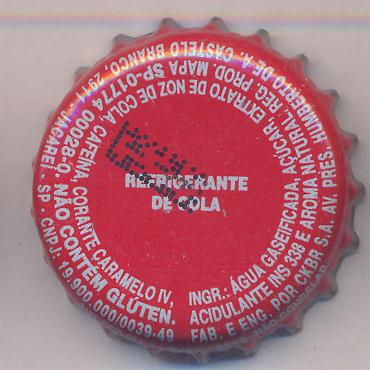 REFRIGERANTE
DE COLA
INGR.: ÁGUA GASEIFICADA, AÇÚCAR, EXTRATO DE NOZ DE COLA, CAFEÍNA, CORANTE CARAMELO IV,
ACIDULANTE INS 338 E AROMA NATURAL. REG. PROD. MAPA SP-01774 00028-0. NÃO CONTÉM GLÚTEN.
FAB. E ENG. POR CKBR S.A. AV. PRES. HUMBERTO DE A. CASTELO BRANCO, 2911 - JACAREÍ, SP. CNPJ: 19.900.000/0039-49
NÃO CONGELAR